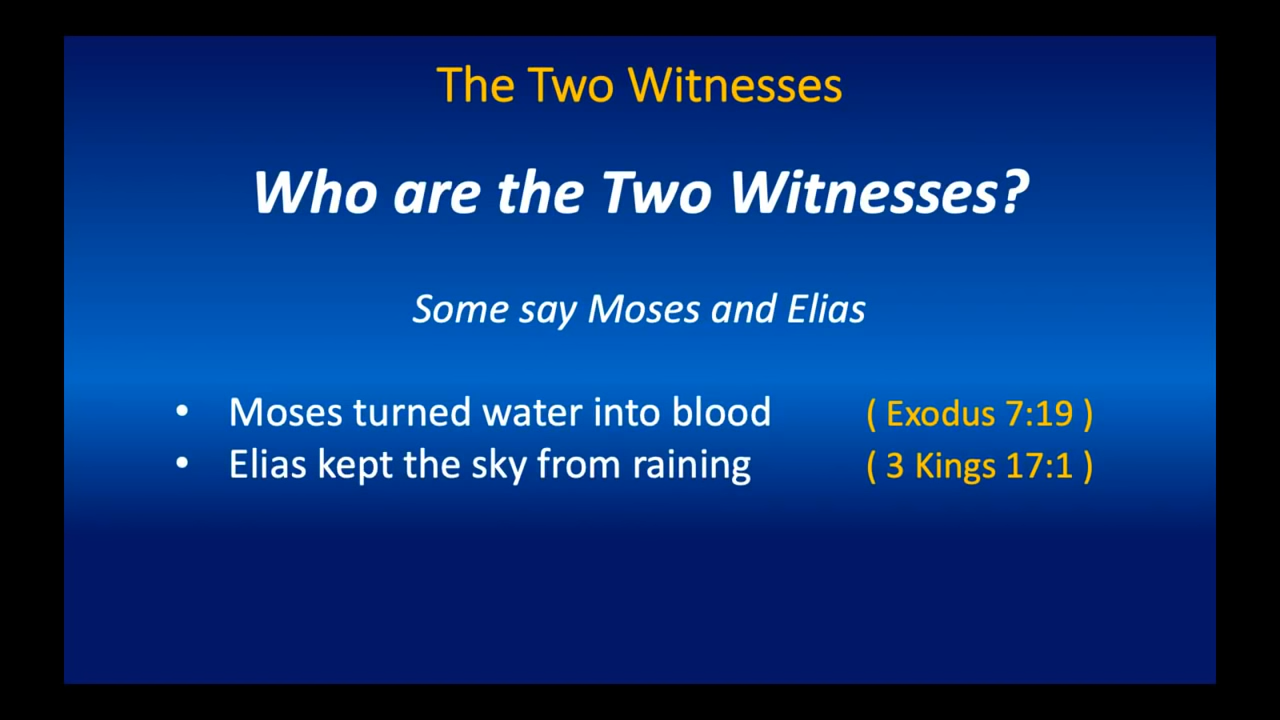 The Two Witnesses
Who are the Two Witnesses?
Some say Moses and Elias
• Moses turned water into blood ( Exodus 7:19 )
• Elias kept the sky from raining ( 3 Kings 17:1 )